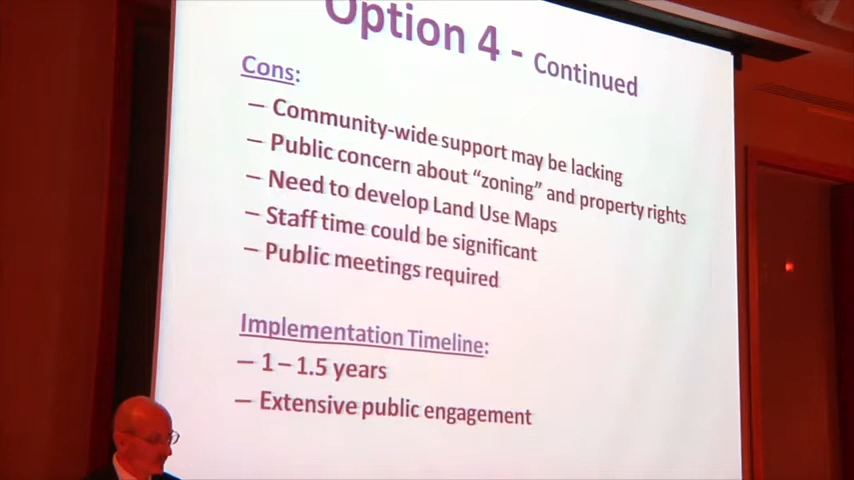 Option 4 - Continued
Cons:
– Community-wide support may be lacking
– Public concern about “zoning” and property rights
– Need to develop Land Use Maps
– Staff time could be significant
– Public meetings required
Implementation Timeline:
– 1 – 1.5 years
– Extensive public engagement